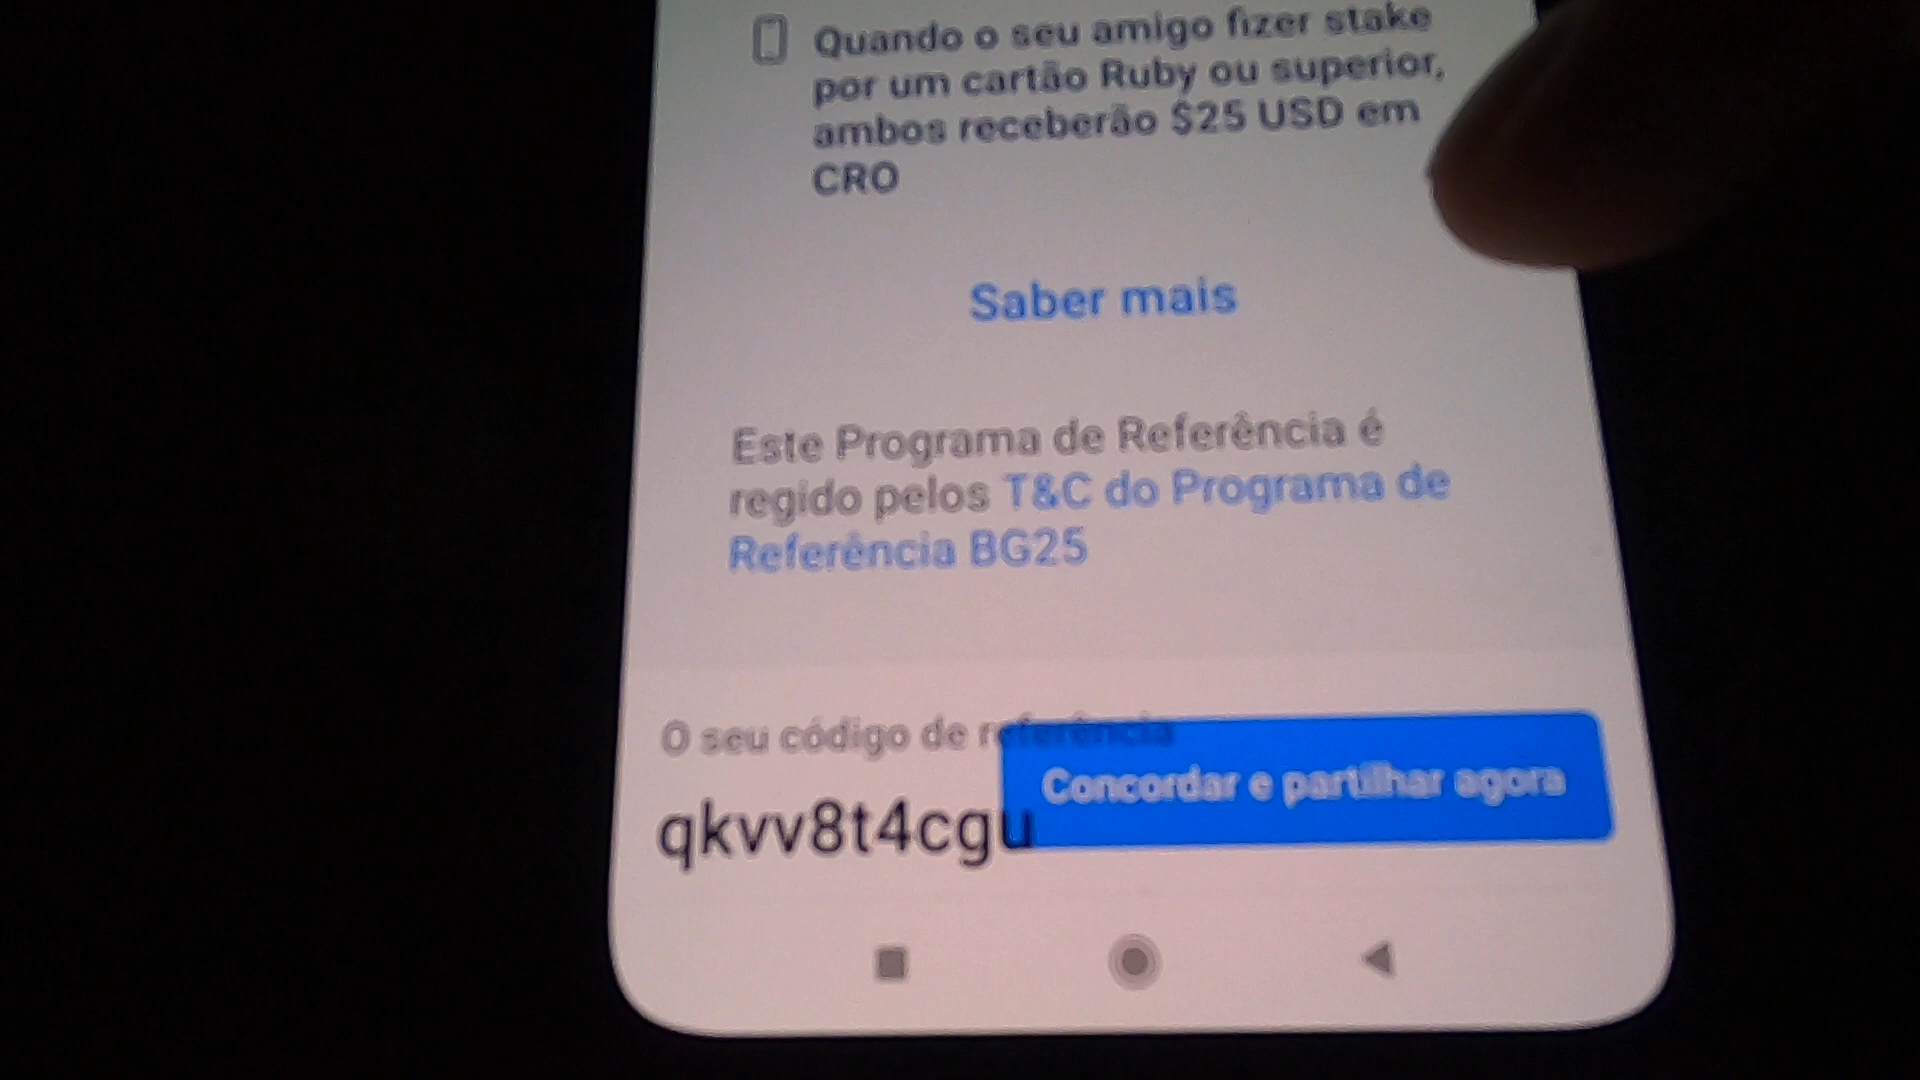 Quando o seu amigo fizer stake
por um cartão Ruby ou superior,
ambos receberão $25 USD em
CRO
Saber mais
Este Programa de Referência é
regido pelos T&C do Programa de
Referência BG25
O seu código de referência
qkvv8t4cgu
Concordar e partilhar agora